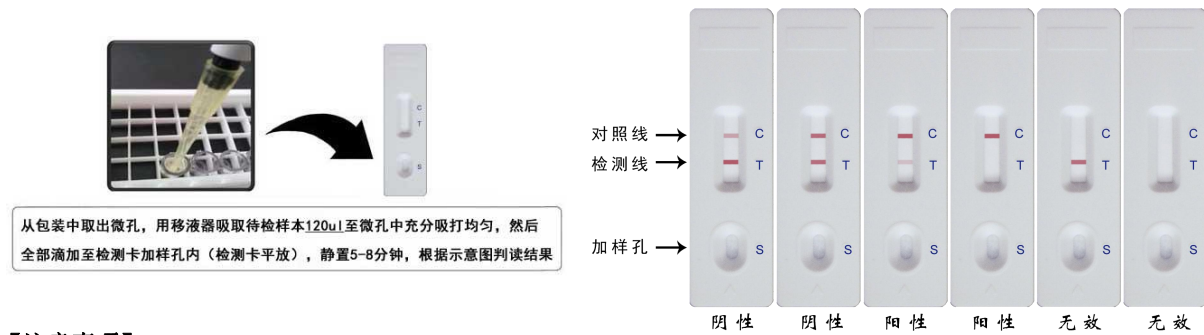 C
T
S
从包装中取出微孔，用移液器吸取待检样本120ul至微孔中充分吸打均匀，然后
全部滴加至检测卡加样孔内（检测卡平放），静置5-8分钟，根据示意图判读结果
对照线 C C C C C C
检测线 T T T T T T
加样孔 S S S S S S
阴性 阴性 阳性 阳性 无效 无效